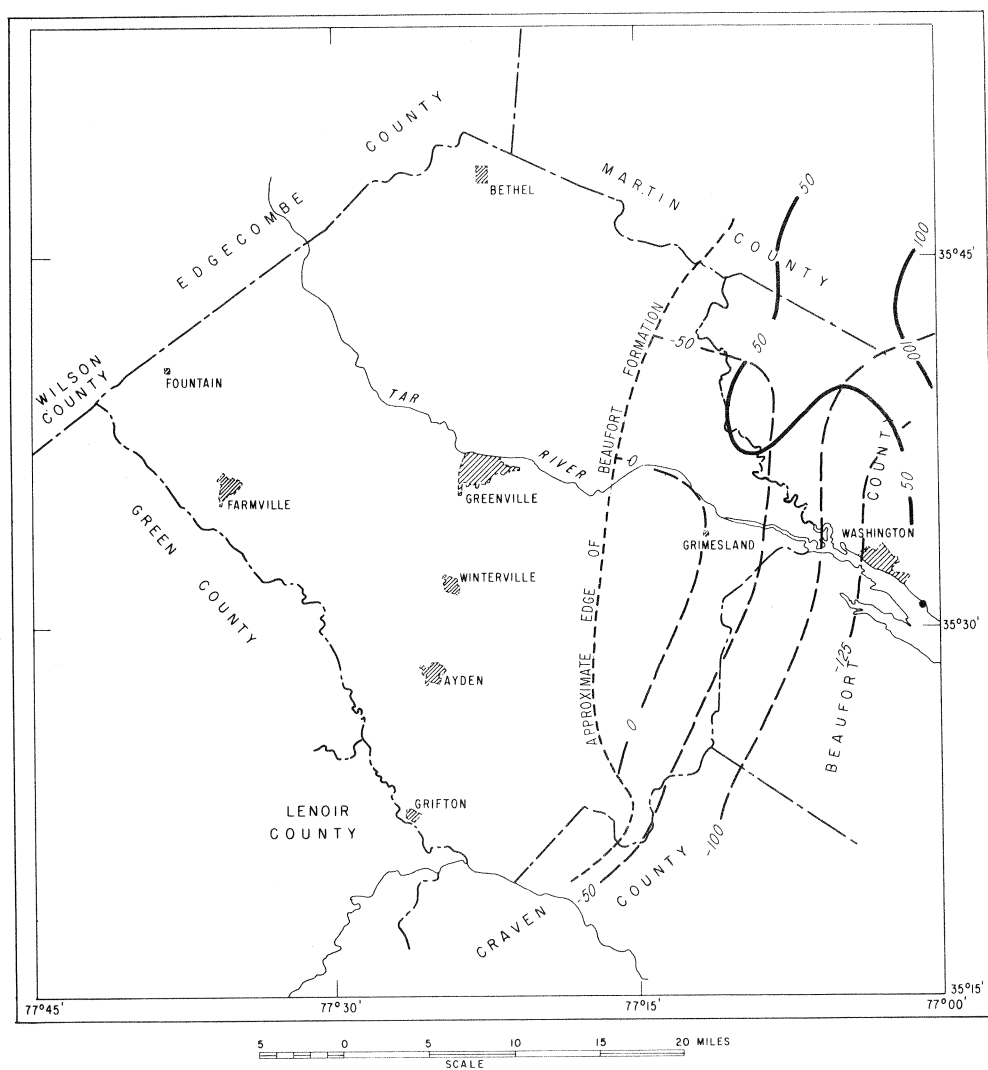 EDGECOMBE COUNTY
MARTIN COUNTY
BETHEL
50
100
35°45'
WILSON COUNTY
FOUNTAIN
APPROXIMATE EDGE OF BEAUFORT FORMATION
-50
50
100
TAR RIVER
0
50
FARMVILLE
GREENVILLE
GRIMESLAND
WASHINGTON
GREEN COUNTY
WINTERVILLE
35°30'
AYDEN
-125
BEAUFORT COUNTY
0
LENOIR COUNTY
GRIFTON
-100
-50
CRAVEN COUNTY
35°15'
77°45'
77°30'
77°15'
77°00'
5 0 5 10 15 20 MILES
SCALE